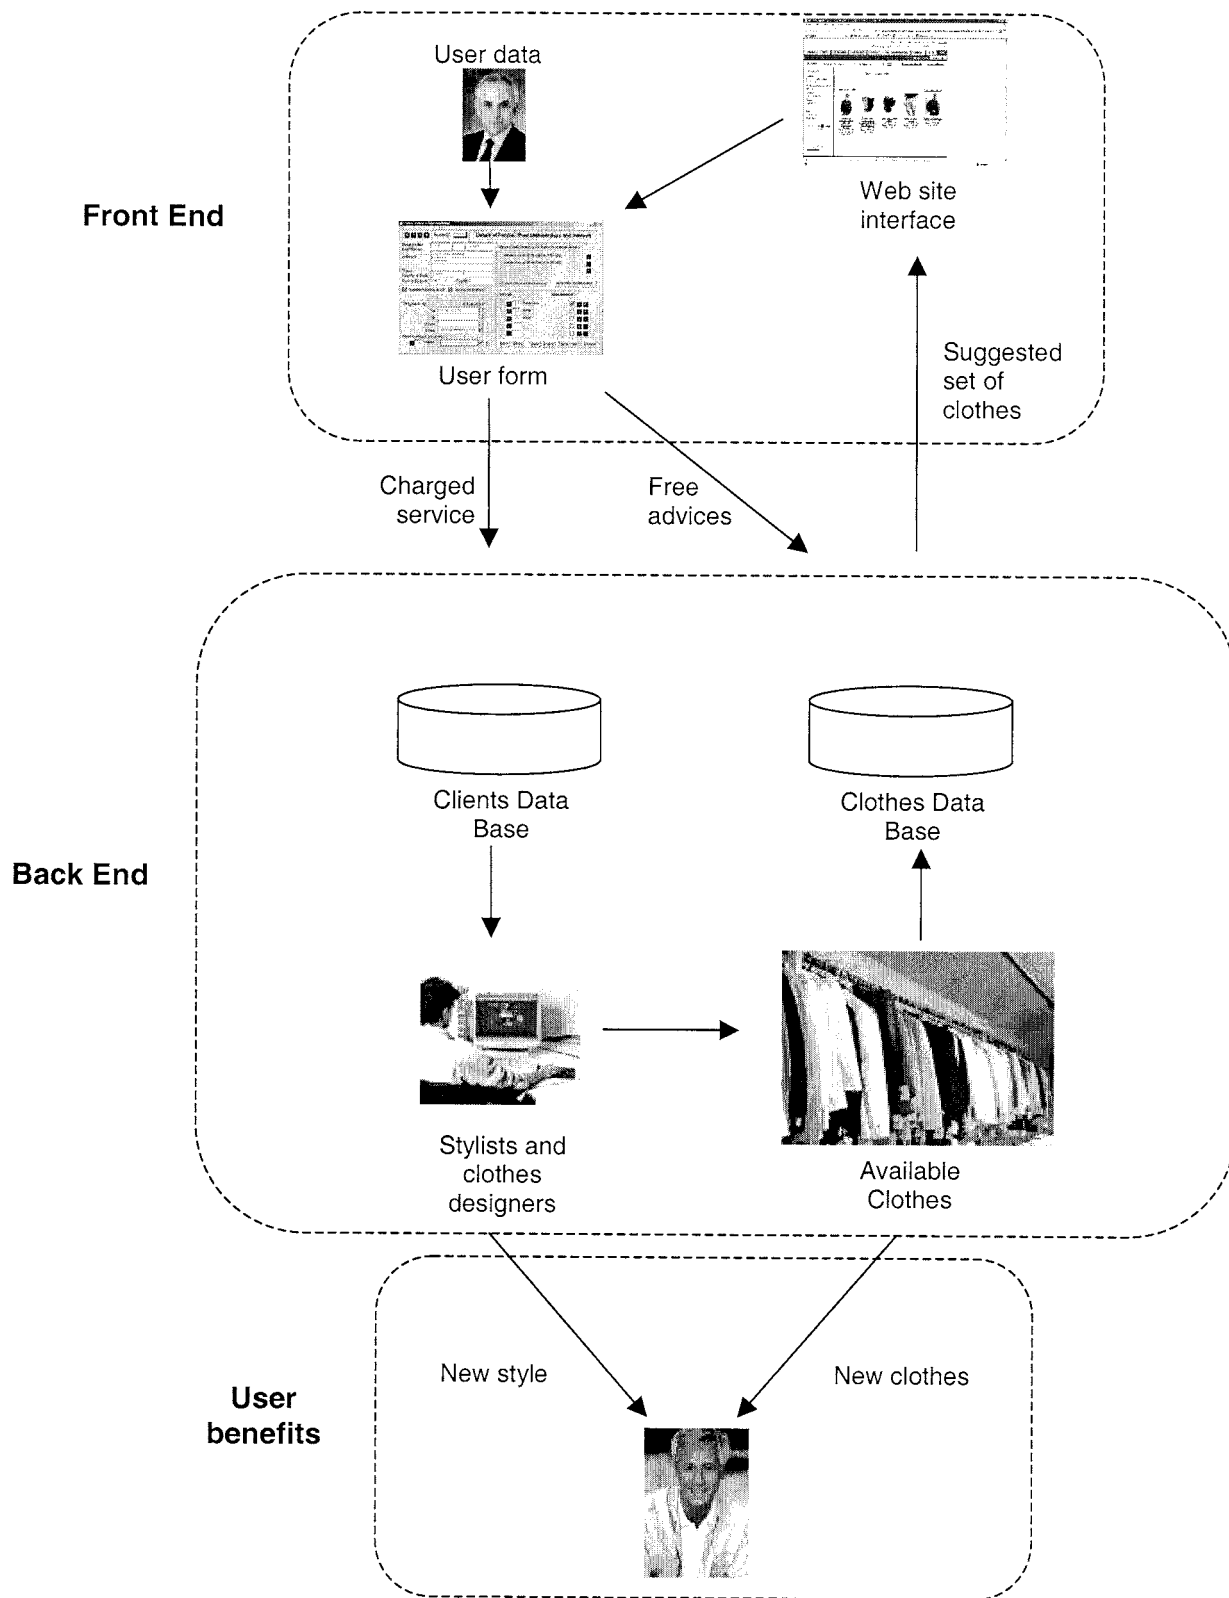 User data
Web site
interface
Front End
User form
Suggested
set of
clothes
Charged
service
Free
advices
Clients Data
Base
Clothes Data
Base
Back End
Stylists and
clothes
designers
Available
Clothes
New style
New clothes
User
benefits